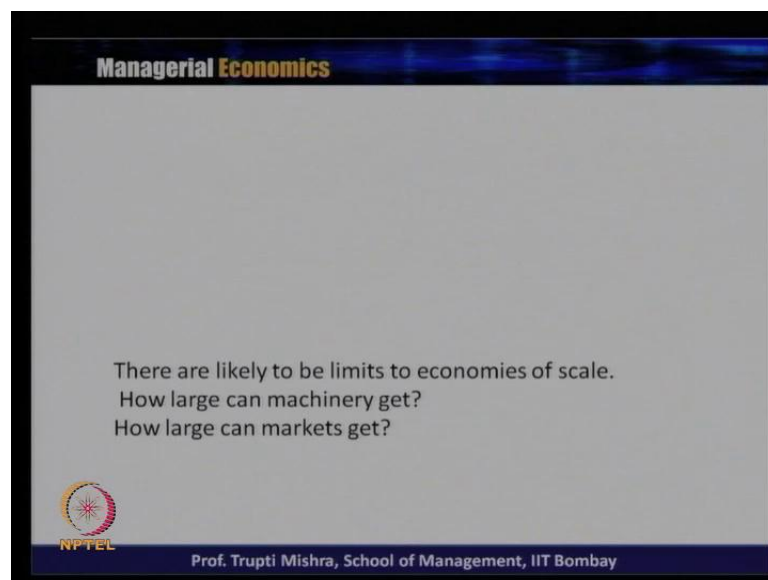 Managerial Economics
There are likely to be limits to economies of scale.
How large can machinery get?
How large can markets get?
NPTEL
Prof. Trupti Mishra, School of Management, IIT Bombay